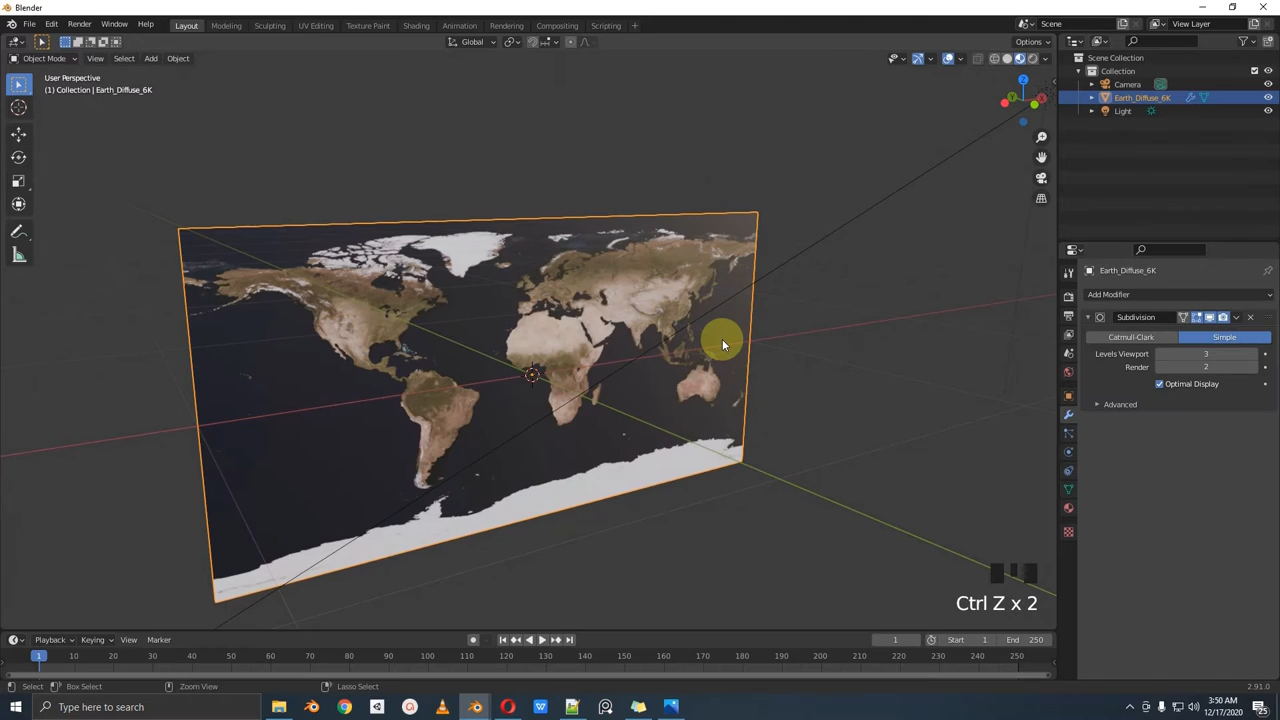 Blender
File Edit Render Window Help
Layout Modeling Sculpting UV Editing Texture Paint Shading Animation Rendering Compositing Scripting +
Scene
View Layer
Global
Options
Object Mode View Select Add Object
User Perspective
(1) Collection | Earth_Diffuse_6K
Z
Y
X
Scene Collection
Collection
Camera
Earth_Diffuse_6K
Light
Earth_Diffuse_6K
Add Modifier
Subdivision
Catmull-Clark Simple
Levels Viewport 3
Render 2
Optimal Display
Advanced
Ctrl Z x 2
Playback Keying View Marker
1 Start 1 End 250
1 10 20 30 40 50 60 70 80 90 100 110 120 130 140 150 160 170 180 190 200 210 220 230 240 250
Select Box Select Zoom View Lasso Select
2.91.0
Type here to search
3:50 AM
12/17/2020